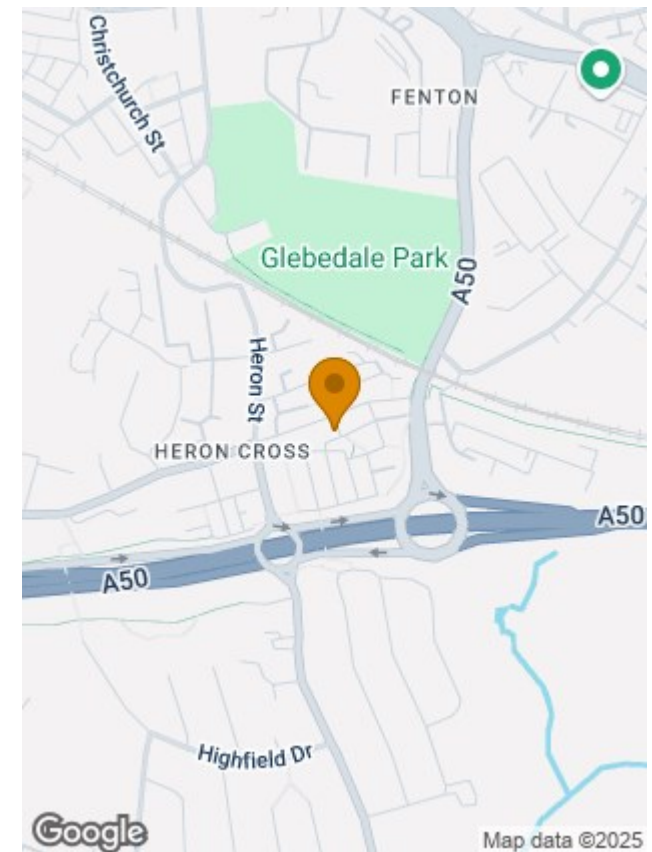 Christchurch St
FENTON
Glebedale Park
A50
Heron St
HERON CROSS
A50
A50
Highfield Dr
Google
Map data ©2025